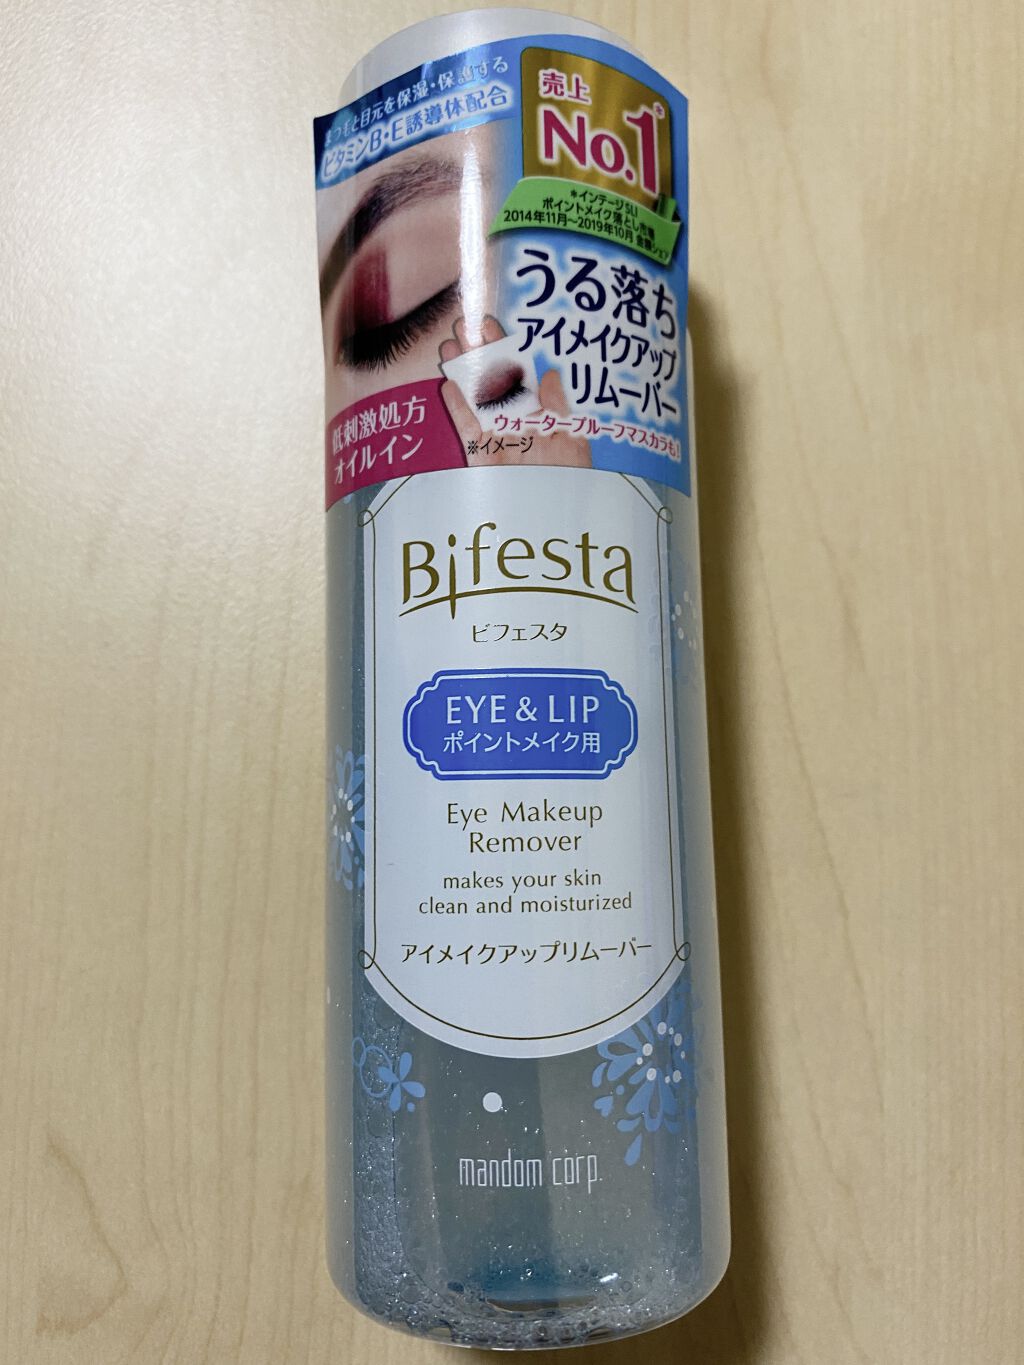 まつ毛と目元を保湿・保護する
ビタミンB・E誘導体配合
売上
No.1*
*インテージSLI
ポイントメイク落とし市場
2014年11月~2019年10月 金額シェア
うる落ち
アイメイクアップ
リムーバー
ウォータープルーフマスカラも!
低刺激処方
オイルイン
※イメージ
Bifesta
ビフェスタ
EYE & LIP
ポイントメイク用
Eye Makeup
Remover
makes your skin
clean and moisturized
アイメイクアップリムーバー
mandom corp.